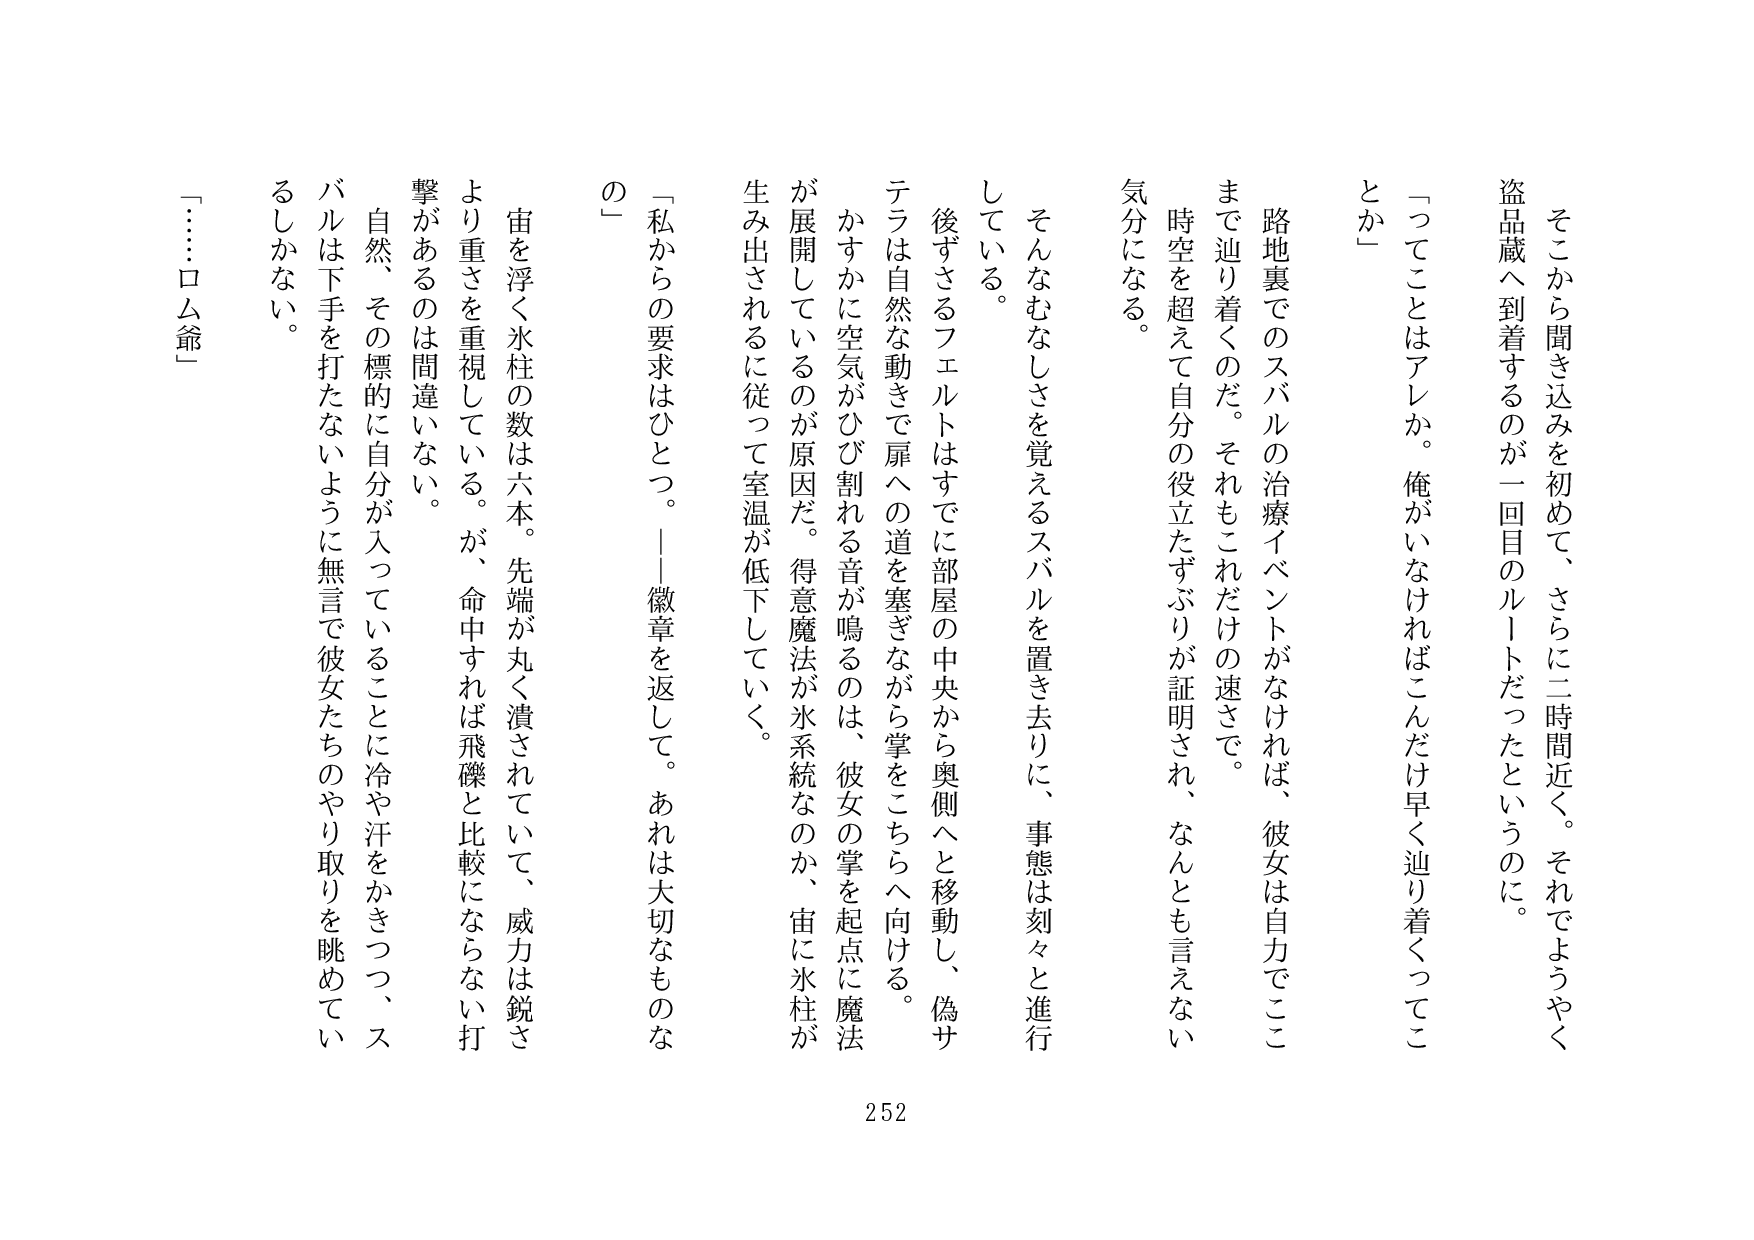 そこから聞き込みを初めて、さらに二時間近く。それでようやく
盗品蔵へ到着するのが一回目のルートだったというのに。
「ってことはアレか。俺がいなければこんだけ早く辿り着くってこ
とか」
　路地裏でのスバルの治療イベントがなければ、彼女は自力でここ
まで辿り着くのだ。それもこれだけの速さで。
　時空を超えて自分の役立たずぶりが証明され、なんとも言えない
気分になる。
　そんなむなしさを覚えるスバルを置き去りに、事態は刻々と進行
している。
　後ずさるフェルトはすでに部屋の中央から奥側へと移動し、偽サ
テラは自然な動きで扉への道を塞ぎながら掌をこちらへ向ける。
　かすかに空気がひび割れる音が鳴るのは、彼女の掌を起点に魔法
が展開しているのが原因だ。得意魔法が氷系統なのか、宙に氷柱が
生み出されるに従って室温が低下していく。
「私からの要求はひとつ。――徽章を返して。あれは大切なものな
の」
　宙を浮く氷柱の数は六本。先端が丸く潰されていて、威力は鋭さ
より重さを重視している。が、命中すれば飛礫と比較にならない打
撃があるのは間違いない。
　自然、その標的に自分が入っていることに冷や汗をかきつつ、ス
バルは下手を打たないように無言で彼女たちのやり取りを眺めてい
るしかない。
「……ロム爺」
252